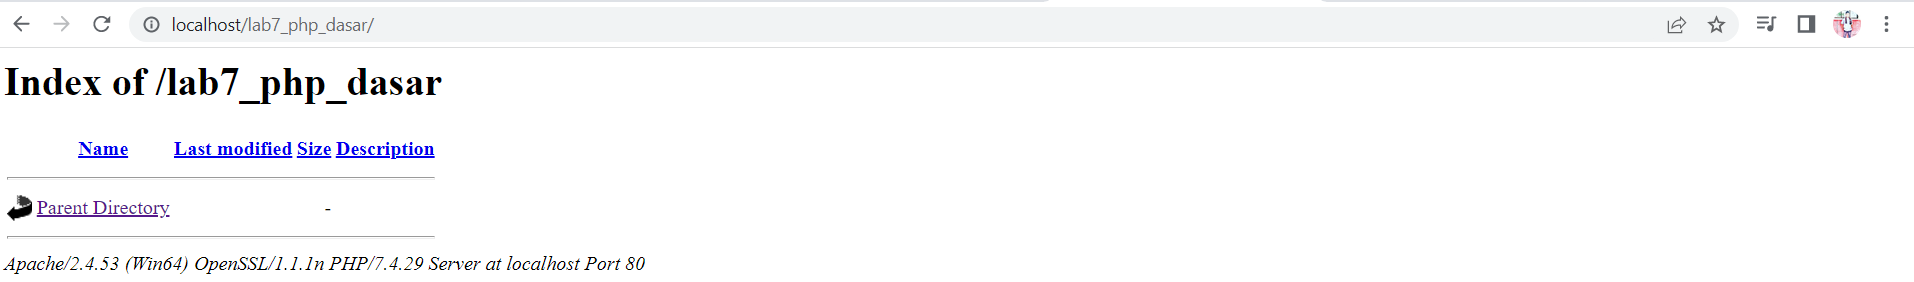 localhost/lab7_php_dasar/
Index of /lab7_php_dasar
Name Last modified Size Description
Parent Directory -
Apache/2.4.53 (Win64) OpenSSL/1.1.1n PHP/7.4.29 Server at localhost Port 80